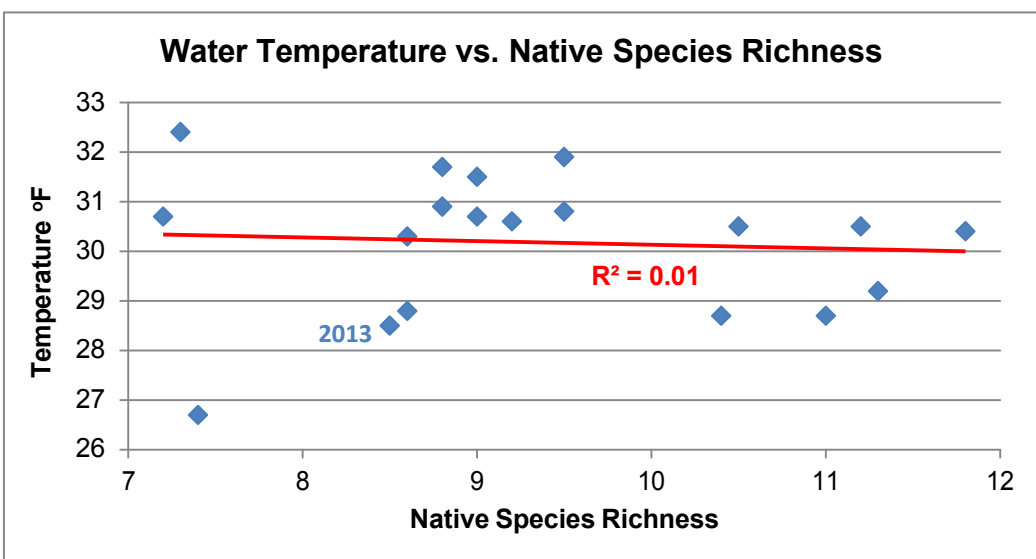 Water Temperature vs. Native Species Richness
Temperature ºF
33
32
31
30
29
28
27
26
R² = 0.01
2013
7 8 9 10 11 12
Native Species Richness